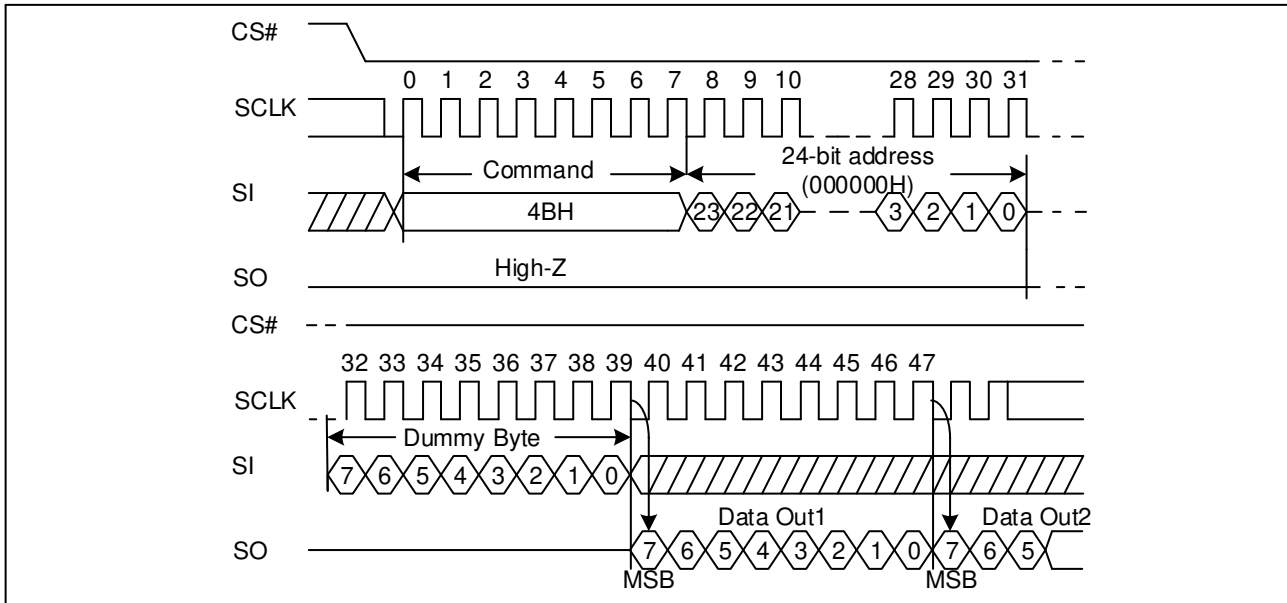 CS#
0 1 2 3 4 5 6 7 8 9 10 28 29 30 31
SCLK
Command
24-bit address
(000000H)
SI
4BH
23 22 21 3 2 1 0
High-Z
SO
CS#
32 33 34 35 36 37 38 39 40 41 42 43 44 45 46 47
SCLK
Dummy Byte
SI
7 6 5 4 3 2 1 0
Data Out1 Data Out2
SO
7 6 5 4 3 2 1 0 7 6 5
MSB MSB